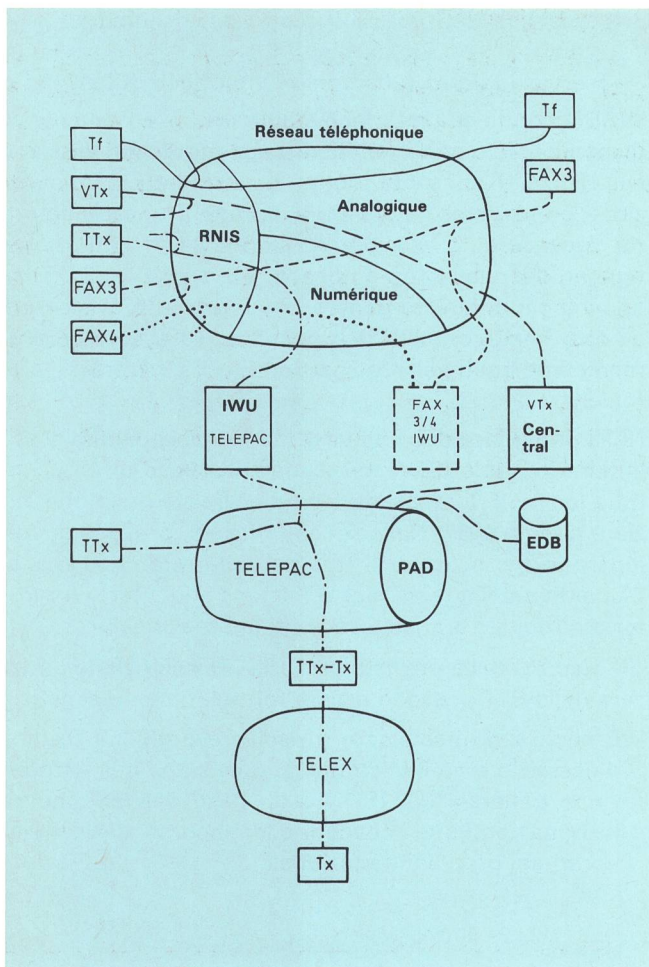 Tf
Réseau téléphonique
Tf
VTx
FAX3
Analogique
TTx
RNIS
FAX3
Numérique
FAX4
IWU
TELEPAC
FAX
3/4
IWU
VTx
Cen-
tral
TTx
TELEPAC
PAD
EDB
TTx-Tx
TELEX
Tx